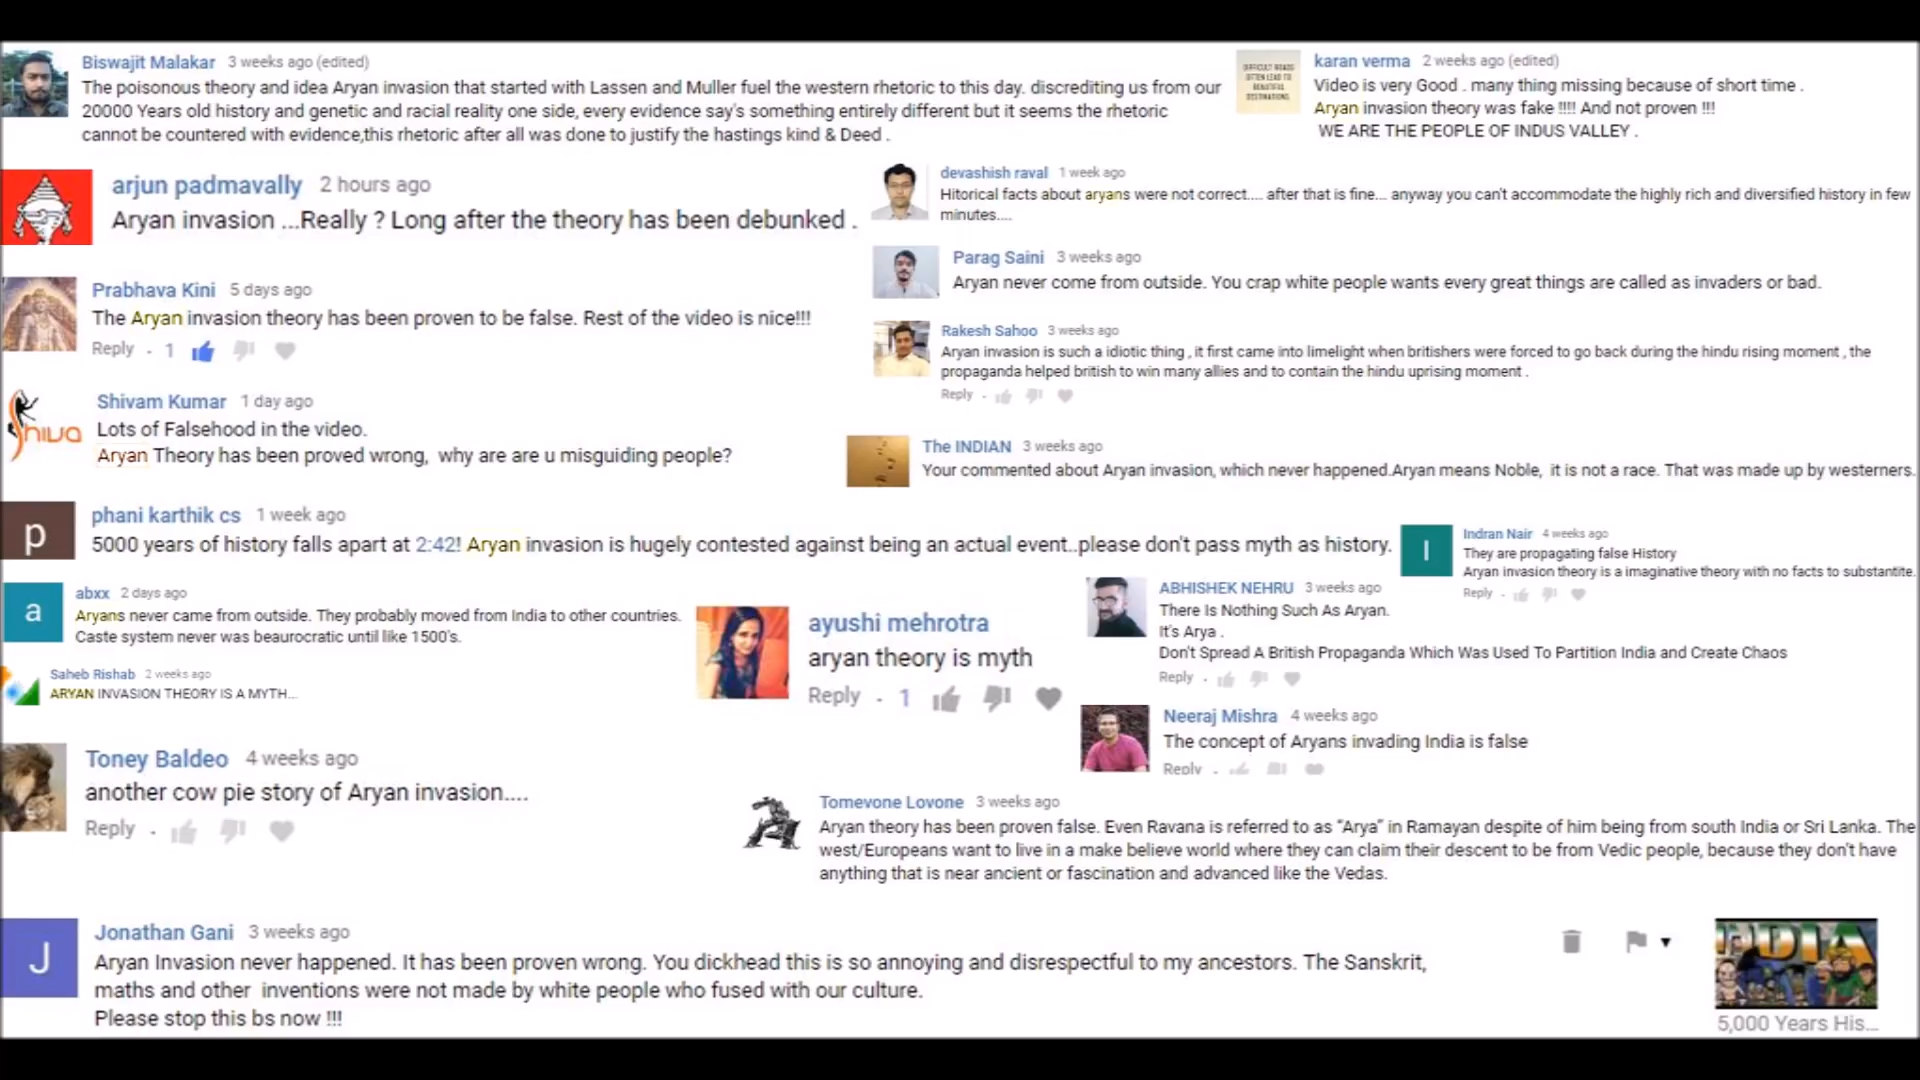 Biswajit Malakar 3 weeks ago (edited)
The poisonous theory and idea Aryan invasion that started with Lassen and Muller fuel the western rhetoric to this day. discrediting us from our
20000 Years old history and genetic and racial reality one side, every evidence say's something entirely different but it seems the rhetoric
cannot be countered with evidence,this rhetoric after all was done to justify the hastings kind & Deed .
DIFFICULT ROADS
OFTEN LEAD TO
BEAUTIFUL
DESTINATIONS.
karan verma 2 weeks ago (edited)
Video is very Good . many thing missing because of short time .
Aryan invasion theory was fake !!!! And not proven !!!
WE ARE THE PEOPLE OF INDUS VALLEY .
arjun padmavally 2 hours ago
Aryan invasion ...Really ? Long after the theory has been debunked .
devashish raval 1 week ago
Hitorical facts about aryans were not correct.... after that is fine... anyway you can't accommodate the highly rich and diversified history in few
minutes....
Parag Saini 3 weeks ago
Aryan never come from outside. You crap white people wants every great things are called as invaders or bad.
Prabhava Kini 5 days ago
The Aryan invasion theory has been proven to be false. Rest of the video is nice!!!
Reply · 1
Rakesh Sahoo 3 weeks ago
Aryan invasion is such a idiotic thing , it first came into limelight when britishers were forced to go back during the hindu rising moment , the
propaganda helped british to win many allies and to contain the hindu uprising moment .
Reply ·
Shiva
Shivam Kumar 1 day ago
Lots of Falsehood in the video.
Aryan Theory has been proved wrong, why are are u misguiding people?
The INDIAN 3 weeks ago
Your commented about Aryan invasion, which never happened.Aryan means Noble, it is not a race. That was made up by westerners.
p
phani karthik cs 1 week ago
5000 years of history falls apart at 2:42! Aryan invasion is hugely contested against being an actual event..please don't pass myth as history.
I
Indran Nair 4 weeks ago
They are propagating false History
Aryan invasion theory is a imaginative theory with no facts to substantite.
Reply ·
a
abxx 2 days ago
Aryans never came from outside. They probably moved from India to other countries.
Caste system never was beaurocratic until like 1500's.
ayushi mehrotra
aryan theory is myth
Reply · 1
ABHISHEK NEHRU 3 weeks ago
There Is Nothing Such As Aryan.
It's Arya .
Don't Spread A British Propaganda Which Was Used To Partition India and Create Chaos
Reply ·
Saheb Rishab 2 weeks ago
ARYAN INVASION THEORY IS A MYTH...
Neeraj Mishra 4 weeks ago
The concept of Aryans invading India is false
Reply ·
Toney Baldeo 4 weeks ago
another cow pie story of Aryan invasion....
Reply ·
Tomevone Lovone 3 weeks ago
Aryan theory has been proven false. Even Ravana is referred to as "Arya" in Ramayan despite of him being from south India or Sri Lanka. The
west/Europeans want to live in a make believe world where they can claim their descent to be from Vedic people, because they don't have
anything that is near ancient or fascination and advanced like the Vedas.
J
Jonathan Gani 3 weeks ago
Aryan Invasion never happened. It has been proven wrong. You dickhead this is so annoying and disrespectful to my ancestors. The Sanskrit,
maths and other inventions were not made by white people who fused with our culture.
Please stop this bs now !!!
INDIA
5,000 Years His...